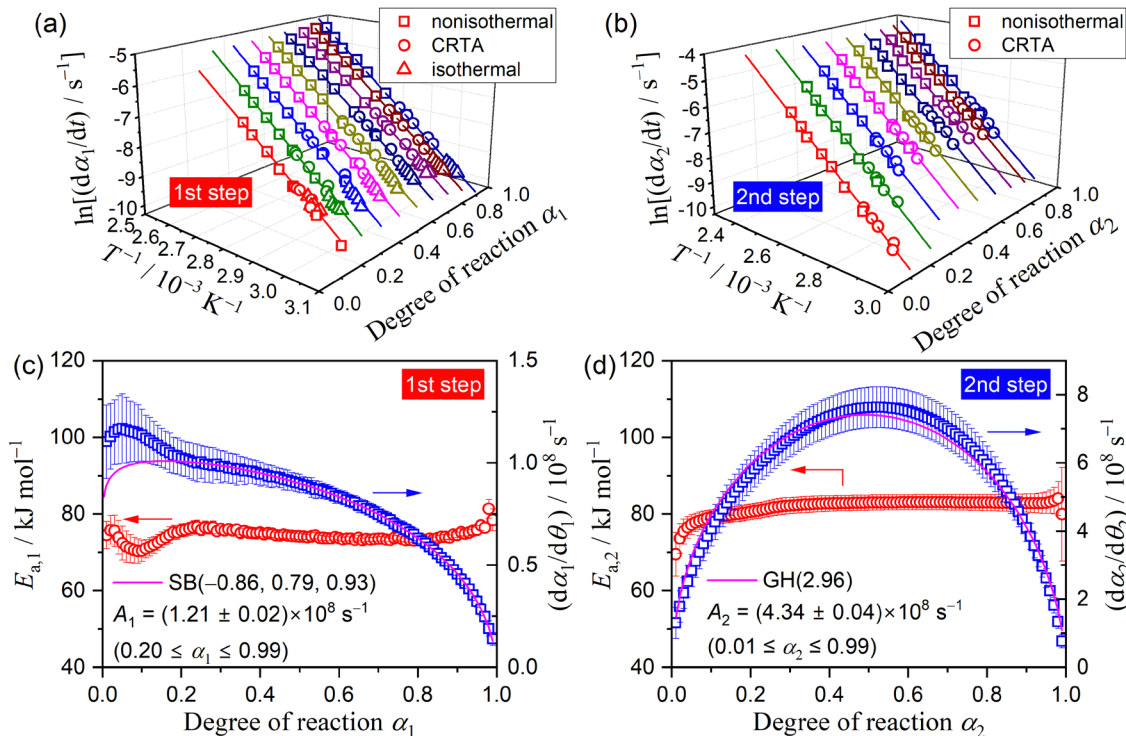 (a)
nonisothermal
CRTA
isothermal
ln[(dα₁/dt) / s⁻¹]
-5
-6
-7
-8
-9
-10
1st step
2.5
2.6
2.7
2.8
2.9
3.0
3.1
T⁻¹ / 10⁻³ K⁻¹
0.0
0.2
0.4
0.6
0.8
1.0
Degree of reaction α₁
(b)
nonisothermal
CRTA
ln[(dα₂/dt) / s⁻¹]
-4
-5
-6
-7
-8
-9
-10
2nd step
2.4
2.6
2.8
3.0
T⁻¹ / 10⁻³ K⁻¹
0.0
0.2
0.4
0.6
0.8
1.0
Degree of reaction α₂
(c)
1st step
Eₐ,₁ / kJ mol⁻¹
120
100
80
60
40
1.5
1.0
0.5
0.0
(dα₁/dθ₁) / 10⁸ s⁻¹
SB(−0.86, 0.79, 0.93)
A₁ = (1.21 ± 0.02)×10⁸ s⁻¹
(0.20 ≤ α₁ ≤ 0.99)
0.0 0.2 0.4 0.6 0.8 1.0
Degree of reaction α₁
(d)
2nd step
Eₐ,₂ / kJ mol⁻¹
120
100
80
60
40
8
6
4
2
0
(dα₂/dθ₂) / 10⁸ s⁻¹
GH(2.96)
A₂ = (4.34 ± 0.04)×10⁸ s⁻¹
(0.01 ≤ α₂ ≤ 0.99)
0.0 0.2 0.4 0.6 0.8 1.0
Degree of reaction α₂